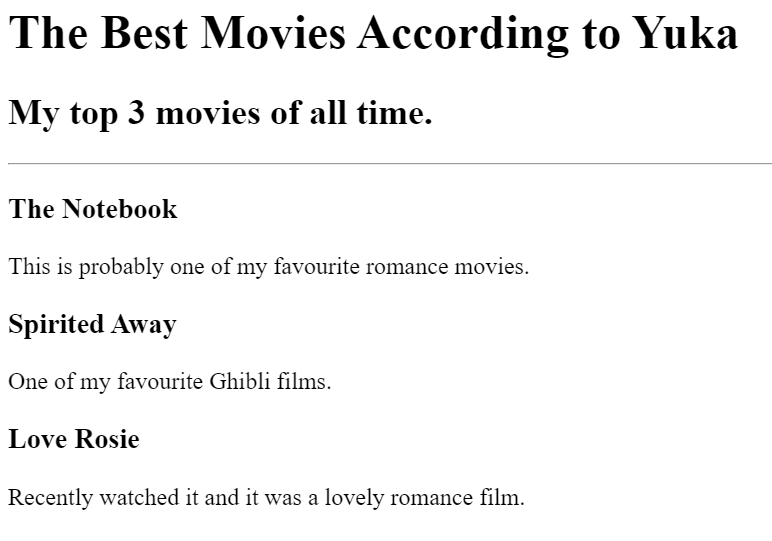 The Best Movies According to Yuka
My top 3 movies of all time.
The Notebook
This is probably one of my favourite romance movies.
Spirited Away
One of my favourite Ghibli films.
Love Rosie
Recently watched it and it was a lovely romance film.